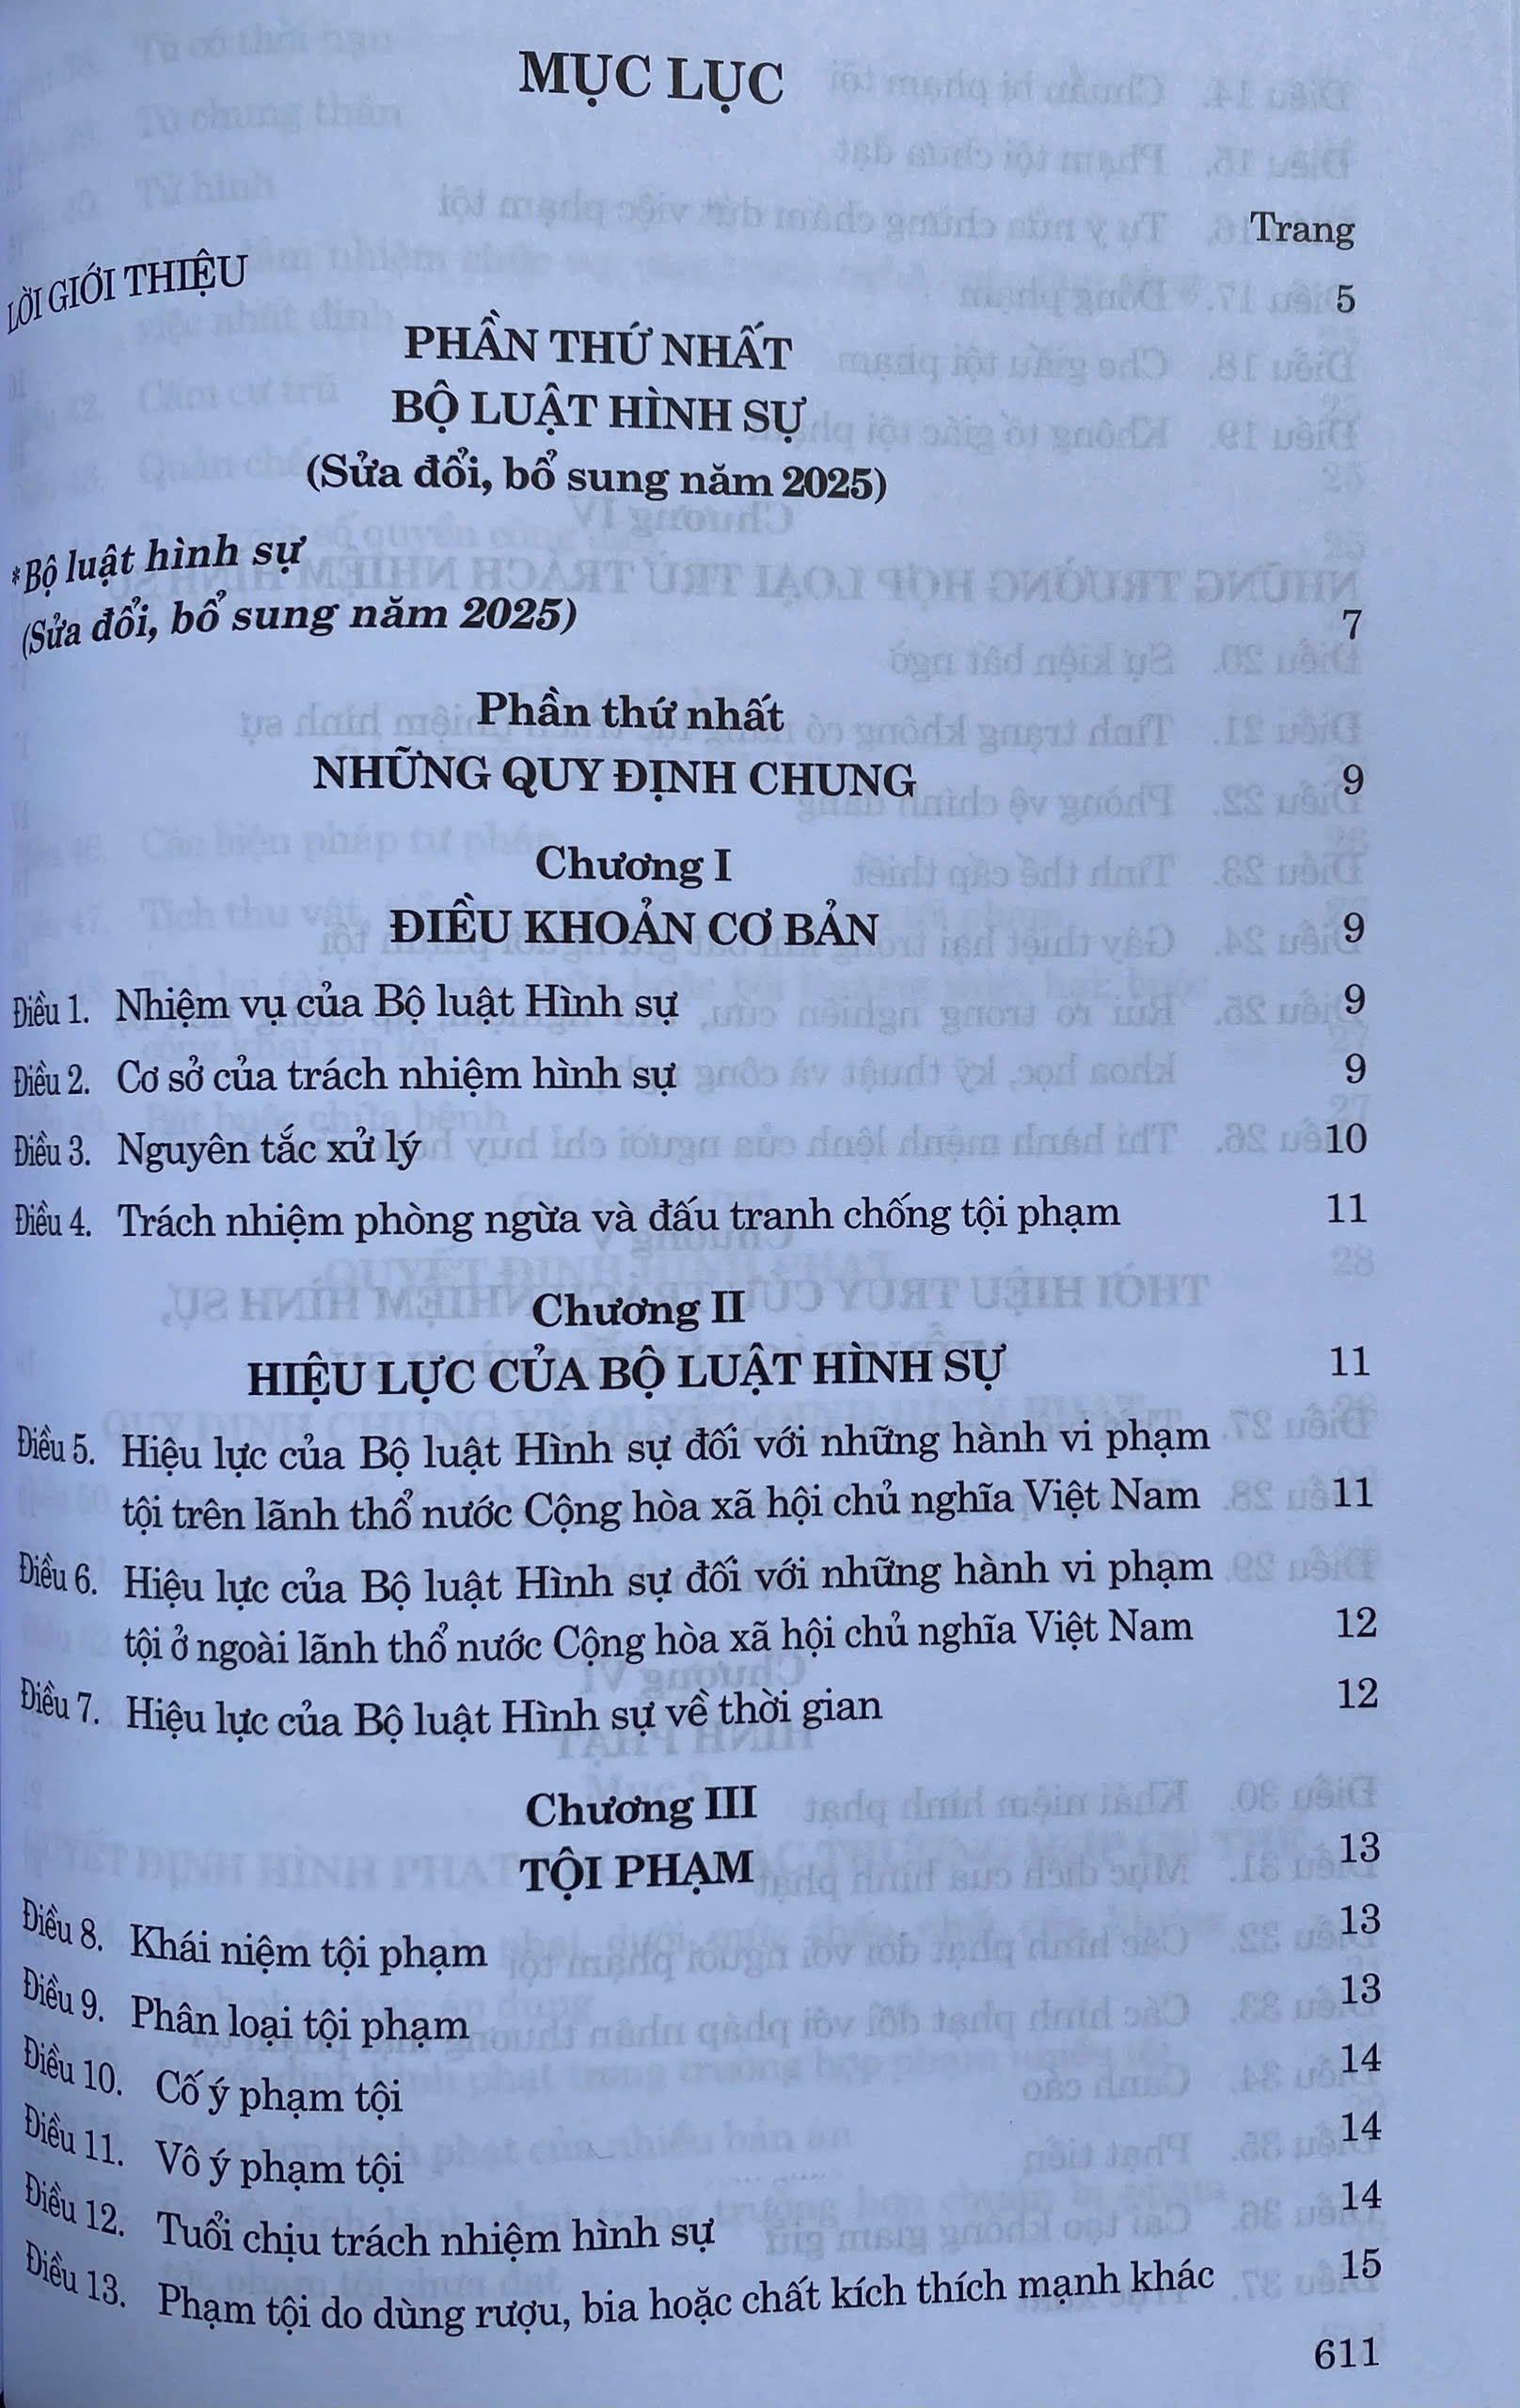 MỤC LỤC
Trang
LỜI GIỚI THIỆU 5
PHẦN THỨ NHẤT
BỘ LUẬT HÌNH SỰ
(Sửa đổi, bổ sung năm 2025)
*Bộ luật hình sự
(Sửa đổi, bổ sung năm 2025) 7
Phần thứ nhất
NHỮNG QUY ĐỊNH CHUNG 9
Chương I
ĐIỀU KHOẢN CƠ BẢN 9
Điều 1. Nhiệm vụ của Bộ luật Hình sự 9
Điều 2. Cơ sở của trách nhiệm hình sự 9
Điều 3. Nguyên tắc xử lý 10
Điều 4. Trách nhiệm phòng ngừa và đấu tranh chống tội phạm 11
Chương II
HIỆU LỰC CỦA BỘ LUẬT HÌNH SỰ 11
Điều 5. Hiệu lực của Bộ luật Hình sự đối với những hành vi phạm
tội trên lãnh thổ nước Cộng hòa xã hội chủ nghĩa Việt Nam 11
Điều 6. Hiệu lực của Bộ luật Hình sự đối với những hành vi phạm
tội ở ngoài lãnh thổ nước Cộng hòa xã hội chủ nghĩa Việt Nam 12
Điều 7. Hiệu lực của Bộ luật Hình sự về thời gian 12
Chương III
TỘI PHẠM 13
Điều 8. Khái niệm tội phạm 13
Điều 9. Phân loại tội phạm 13
Điều 10. Cố ý phạm tội 14
Điều 11. Vô ý phạm tội 14
Điều 12. Tuổi chịu trách nhiệm hình sự 14
Điều 13. Phạm tội do dùng rượu, bia hoặc chất kích thích mạnh khác 15
611